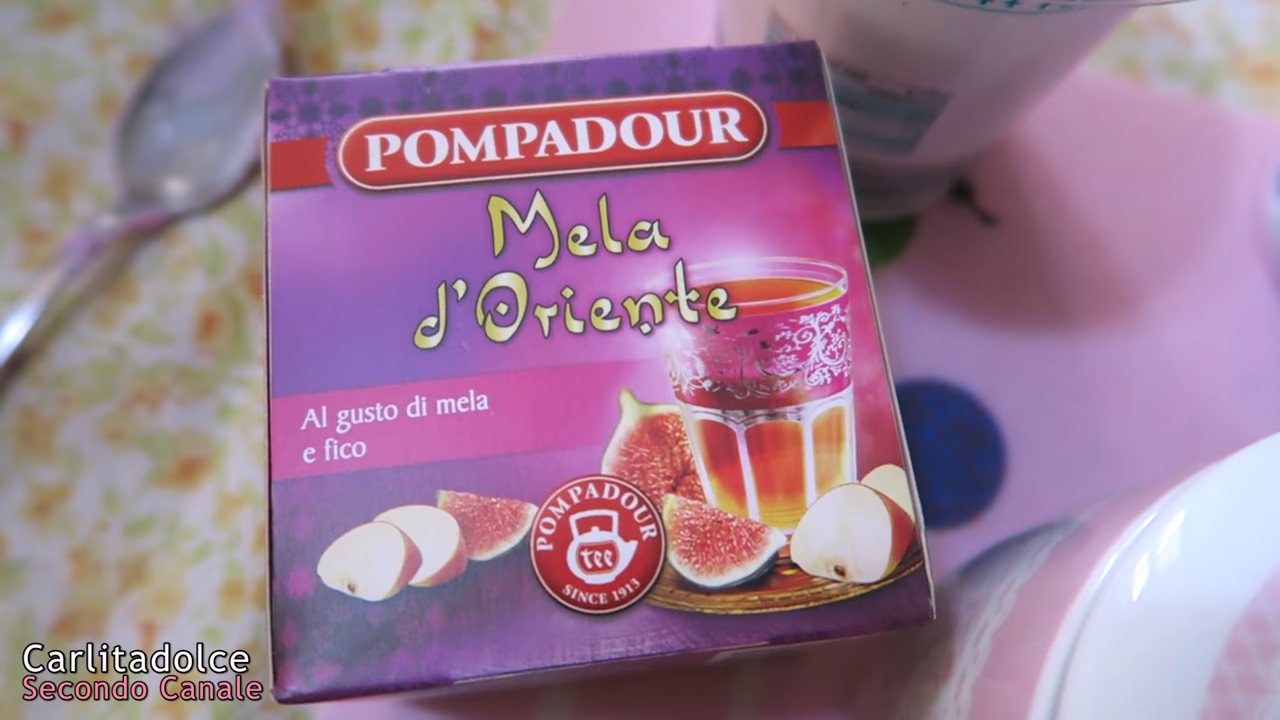 POMPADOUR
Mela
d'Oriente
Al gusto di mela
e fico
POMPADOUR
tee
SINCE 1913
Carlitadolce
Secondo Canale